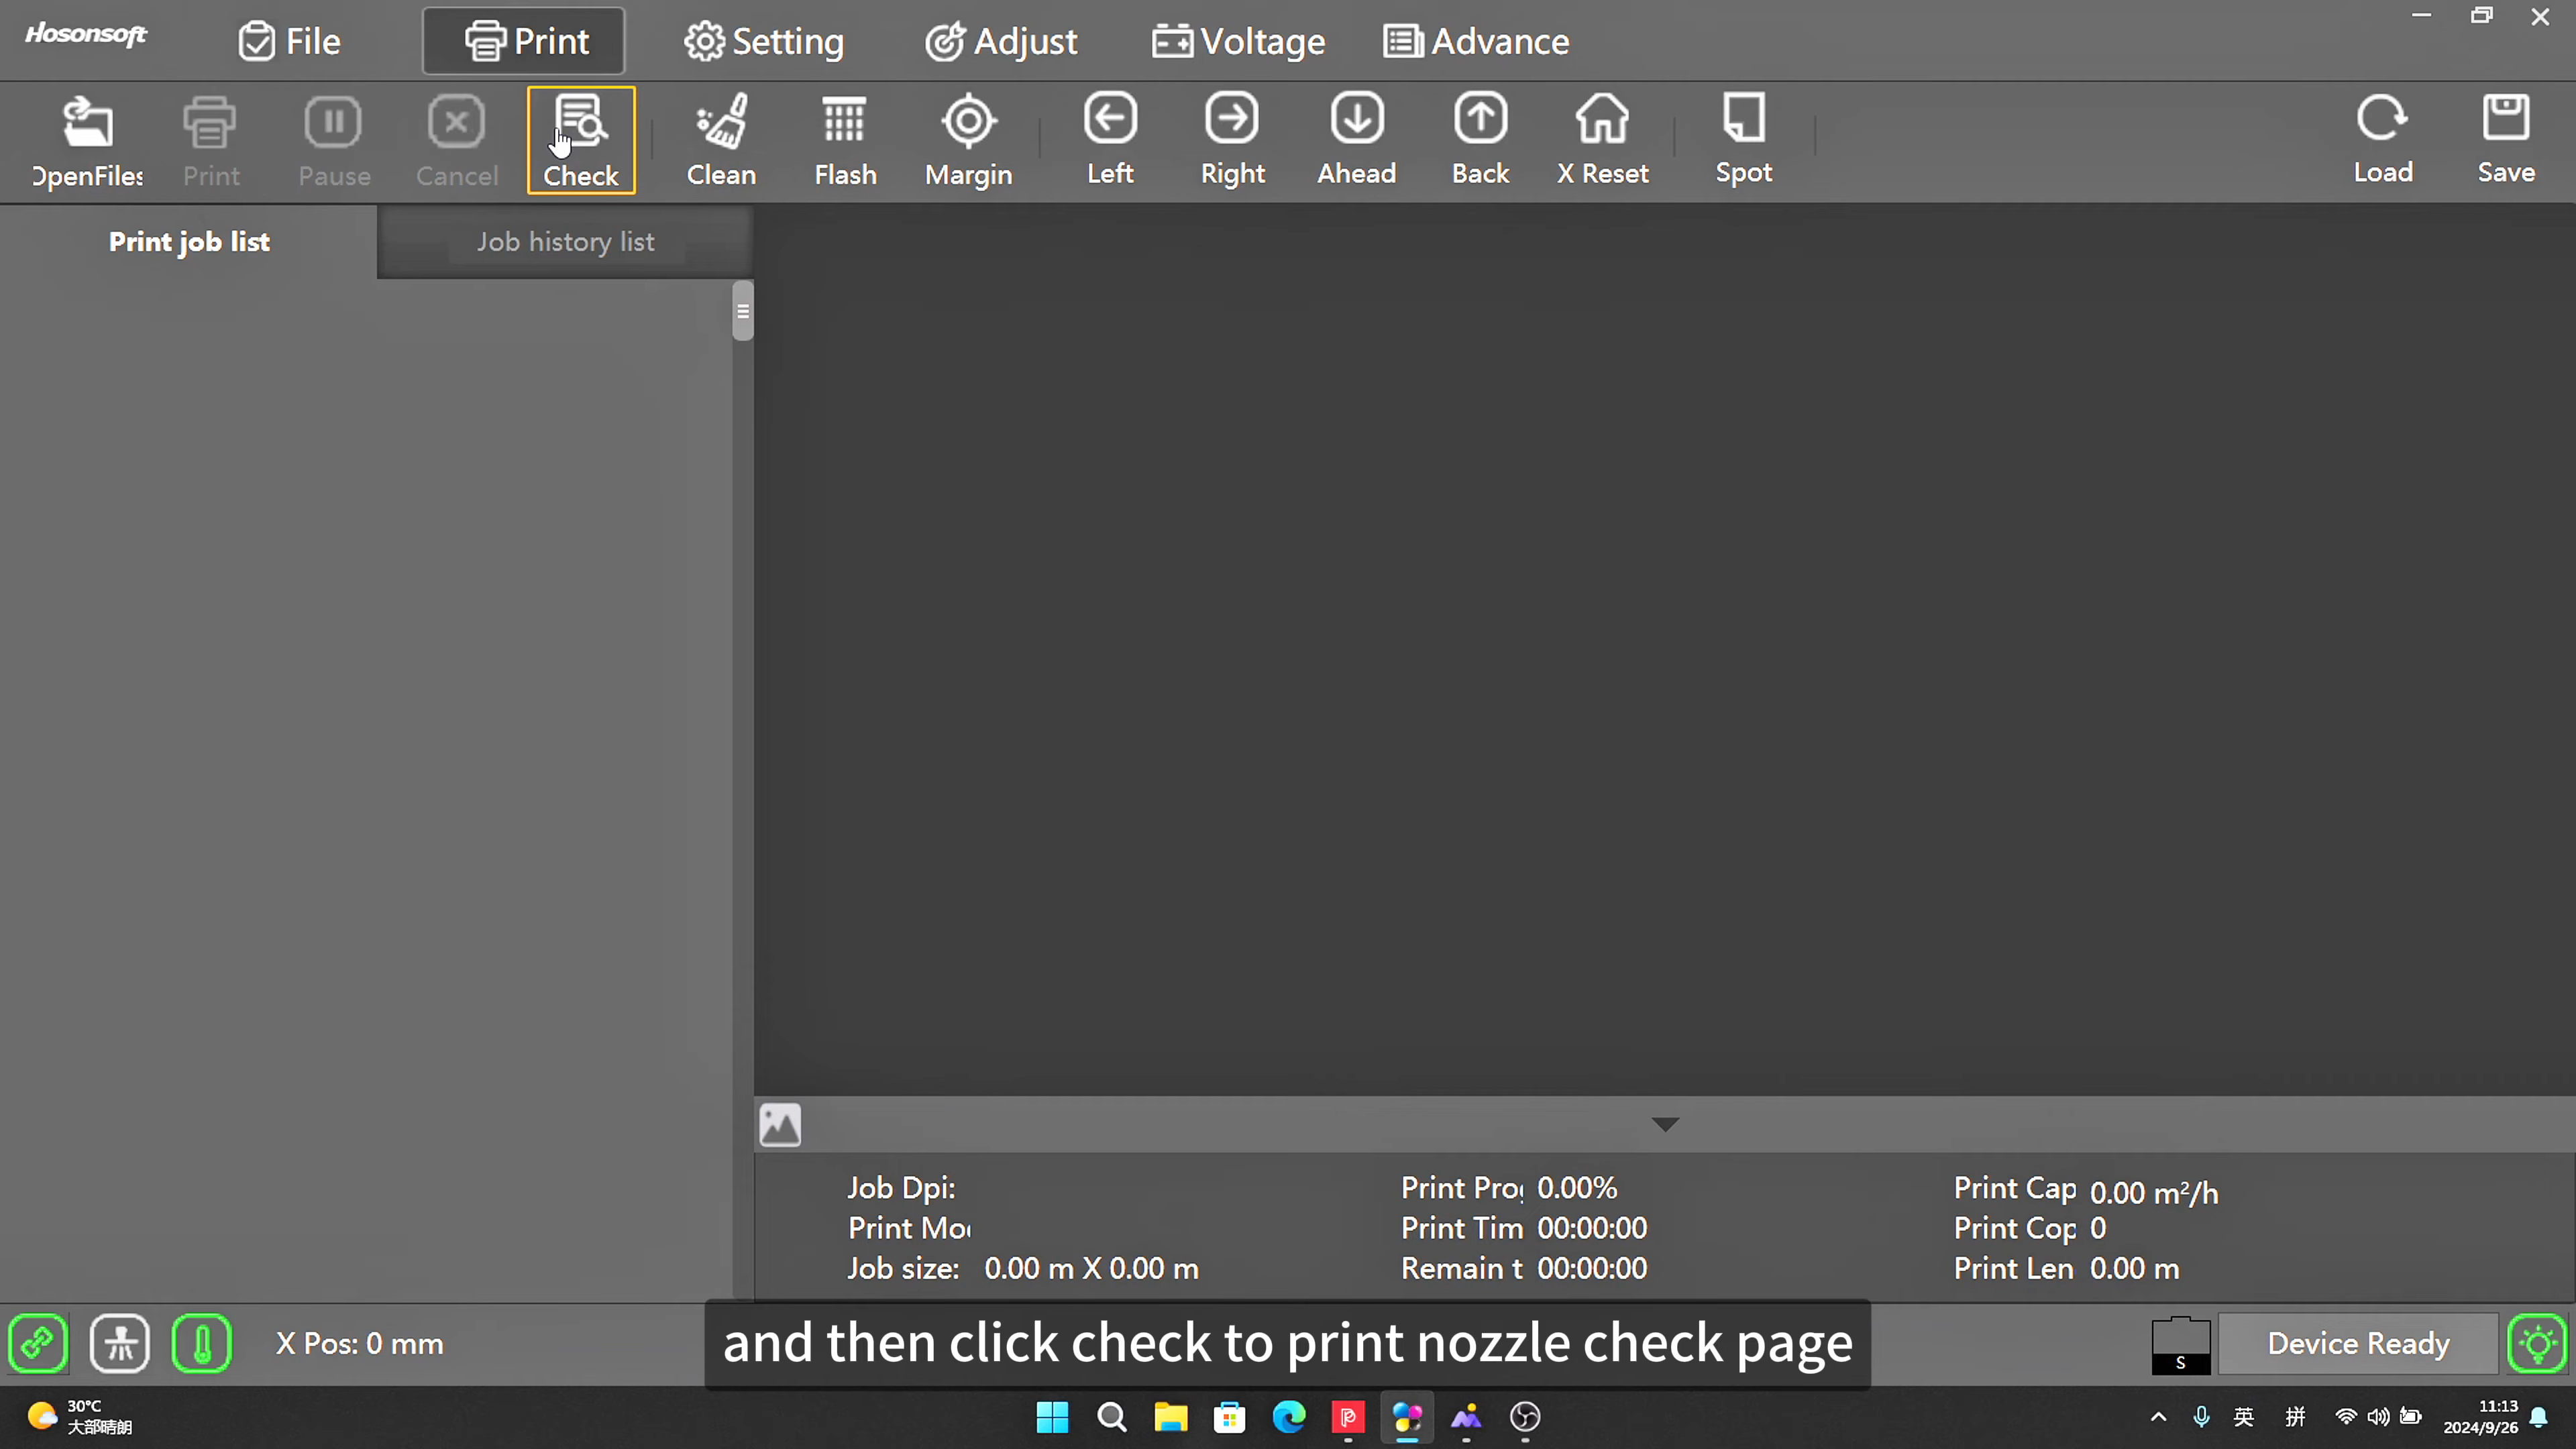 Hosonsoft
File
Print
Setting
Adjust
Voltage
Advance
OpenFiles
Print
Pause
Cancel
Check
Clean
Flash
Margin
Left
Right
Ahead
Back
X Reset
Spot
Load
Save
Print job list
Job history list
Job Dpi:
Print Pro 0.00%
Print Cap 0.00 m²/h
Print Mo
Print Tim 00:00:00
Print Cop 0
Job size: 0.00 m X 0.00 m
Remain t 00:00:00
Print Len 0.00 m
X Pos: 0 mm
and then click check to print nozzle check page
S
Device Ready
30°C
大部晴朗
英
拼
11:13
2024/9/26